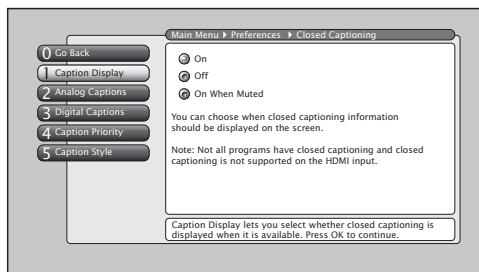 Main Menu ▶ Preferences ▶ Closed Captioning
0 Go Back
1 Caption Display
2 Analog Captions
3 Digital Captions
4 Caption Priority
5 Caption Style
On
Off
On When Muted
You can choose when closed captioning information
should be displayed on the screen.
Note: Not all programs have closed captioning and closed
captioning is not supported on the HDMI input.
Caption Display lets you select whether closed captioning is
displayed when it is available. Press OK to continue.